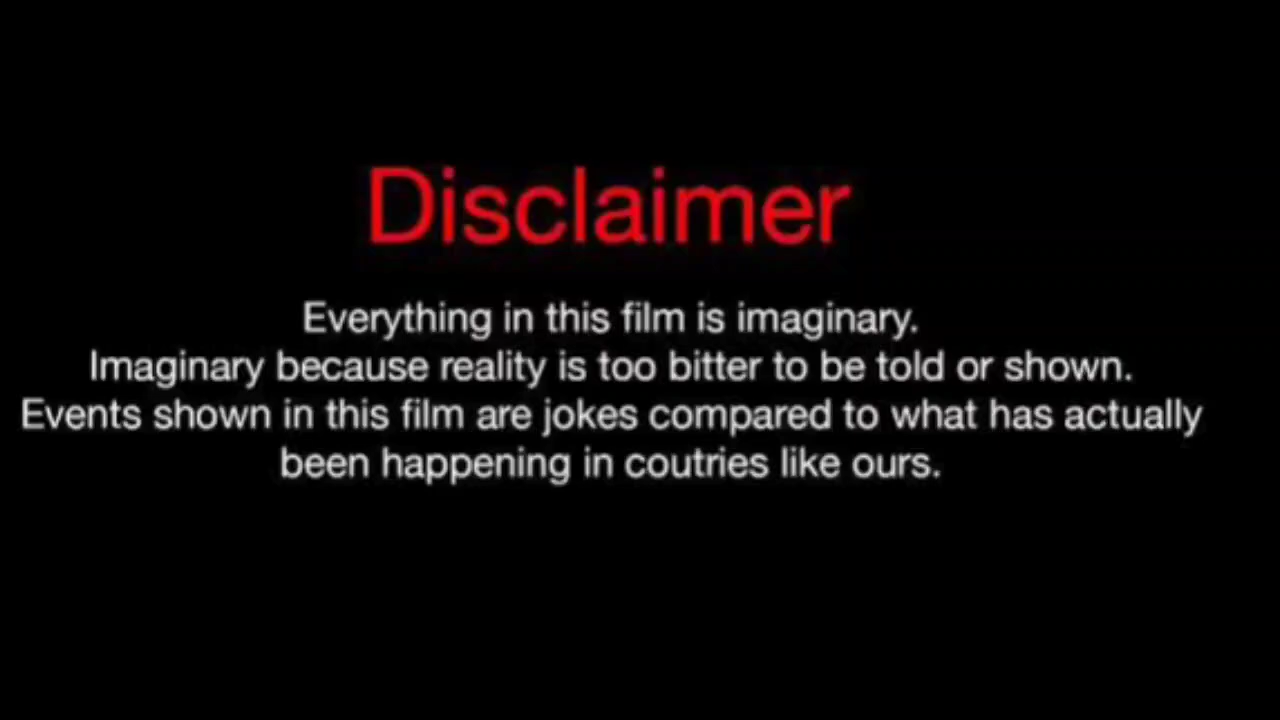 Disclaimer
Everything in this film is imaginary.
Imaginary because reality is too bitter to be told or shown.
Events shown in this film are jokes compared to what has actually
been happening in coutries like ours.